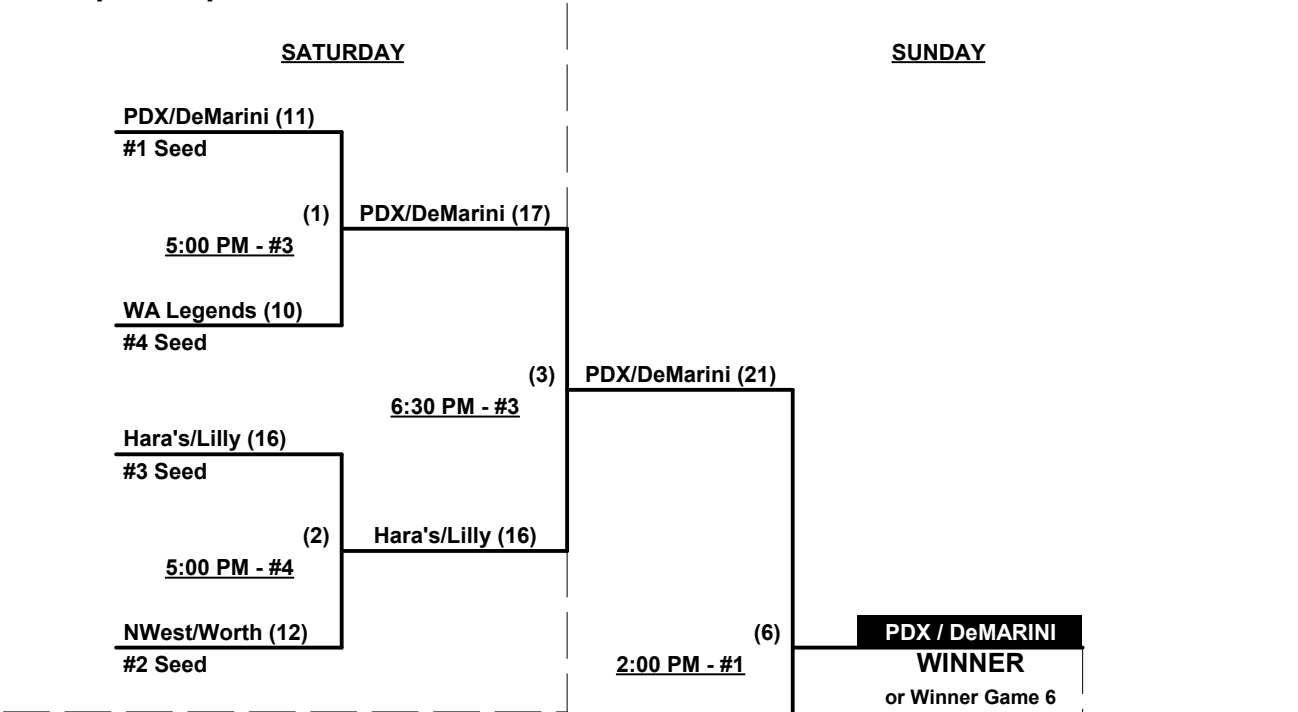 SATURDAY
SUNDAY
PDX/DeMarini (11)
#1 Seed
(1)
PDX/DeMarini (17)
5:00 PM - #3
WA Legends (10)
#4 Seed
(3)
PDX/DeMarini (21)
6:30 PM - #3
Hara's/Lilly (16)
#3 Seed
(2)
Hara's/Lilly (16)
5:00 PM - #4
NWest/Worth (12)
#2 Seed
(6)
PDX / DeMARINI
2:00 PM - #1
WINNER
or Winner Game 6